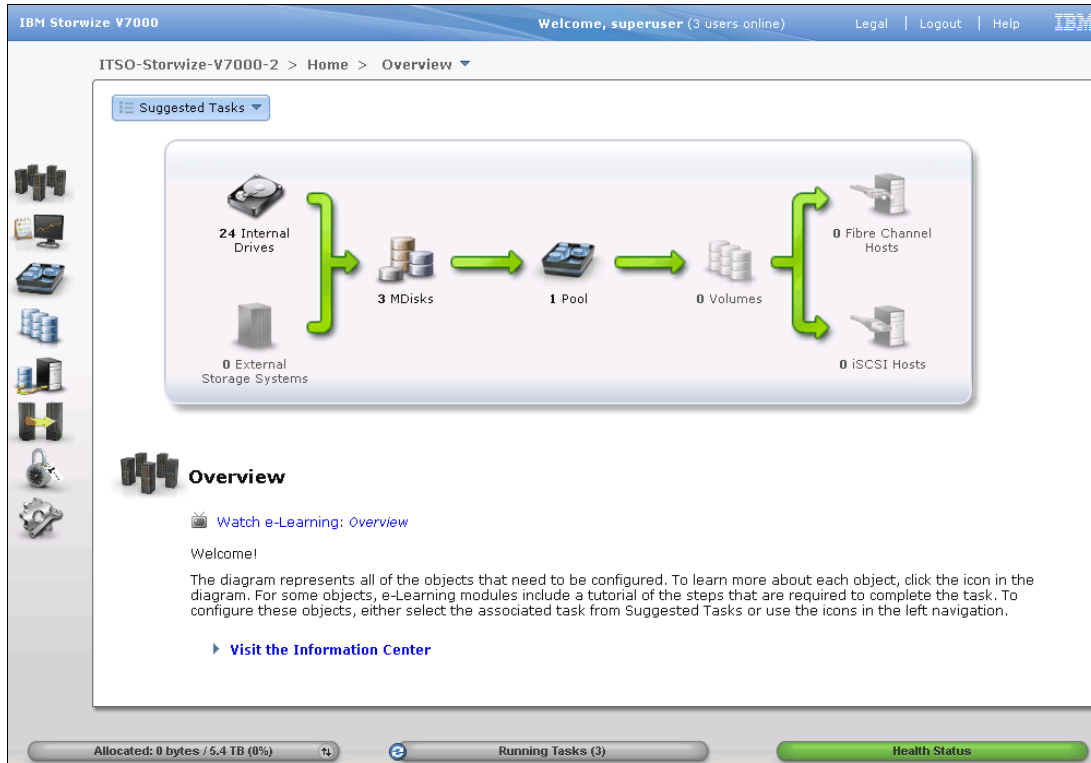 IBM Storwize V7000
Welcome, superuser (3 users online)
Legal | Logout | Help
IBM
ITSO-Storwize-V7000-2 > Home > Overview
Suggested Tasks
24 Internal
Drives
0 External
Storage Systems
3 MDisks
1 Pool
0 Volumes
0 Fibre Channel
Hosts
0 iSCSI Hosts
Overview
Watch e-Learning: Overview
Welcome!
The diagram represents all of the objects that need to be configured. To learn more about each object, click the icon in the
diagram. For some objects, e-Learning modules include a tutorial of the steps that are required to complete the task. To
configure these objects, either select the associated task from Suggested Tasks or use the icons in the left navigation.
Visit the Information Center
Allocated: 0 bytes / 5.4 TB (0%)
Running Tasks (3)
Health Status